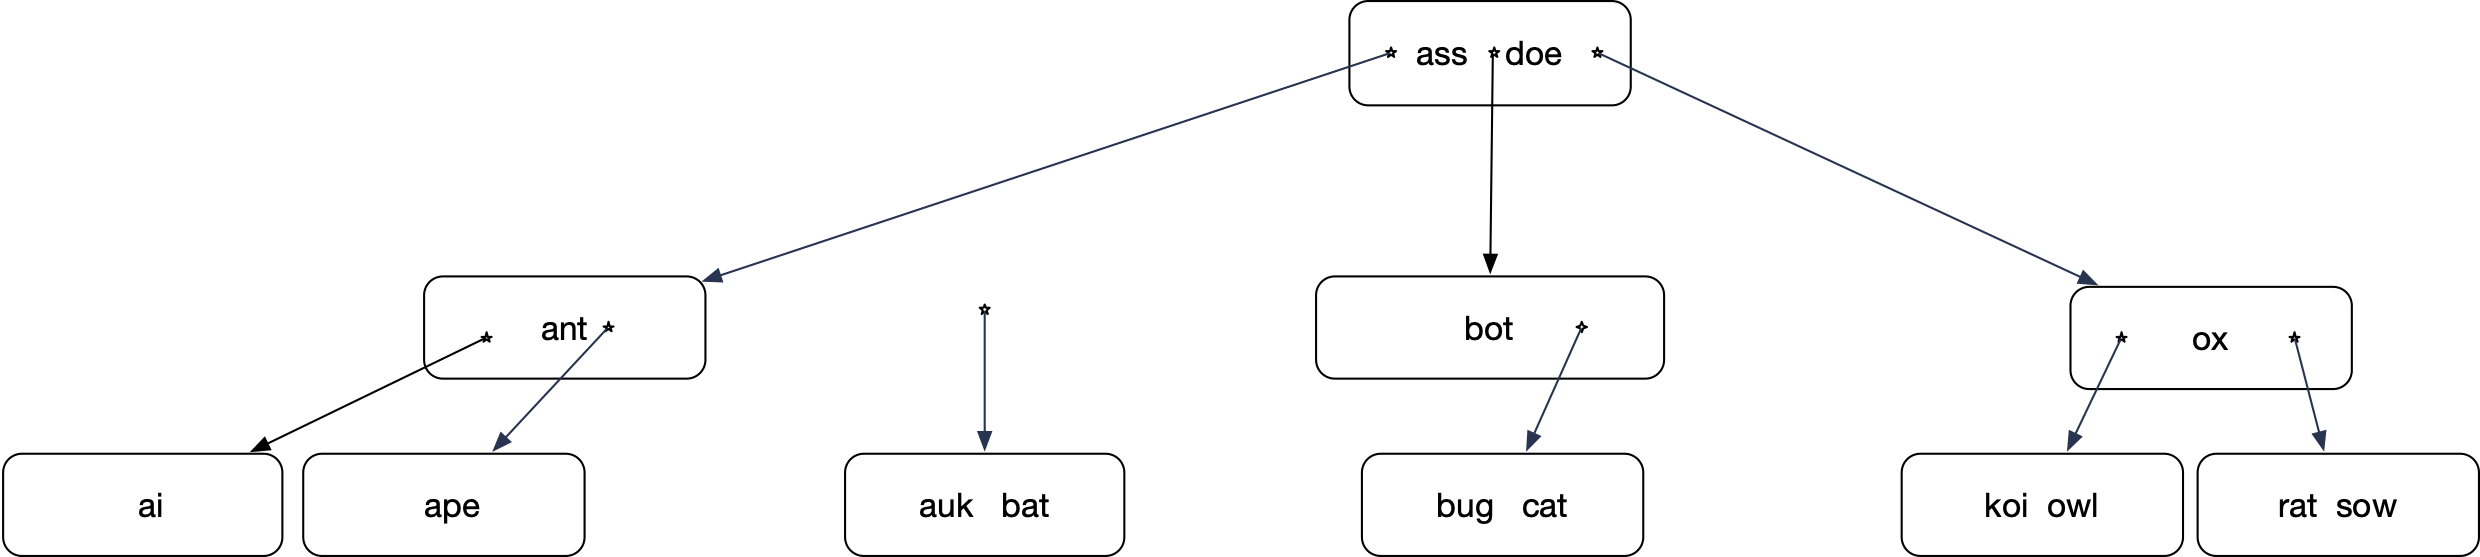 ass doe
ant
bot
ox
ai
ape
auk bat
bug cat
koi owl
rat sow